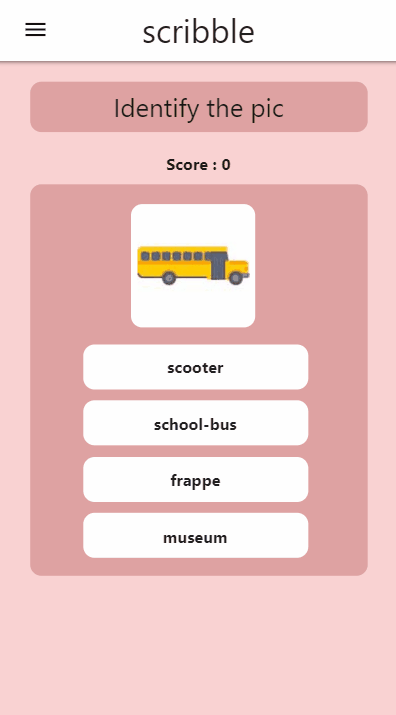 scribble
Identify the pic
Score : 0
scooter
school-bus
frappe
museum